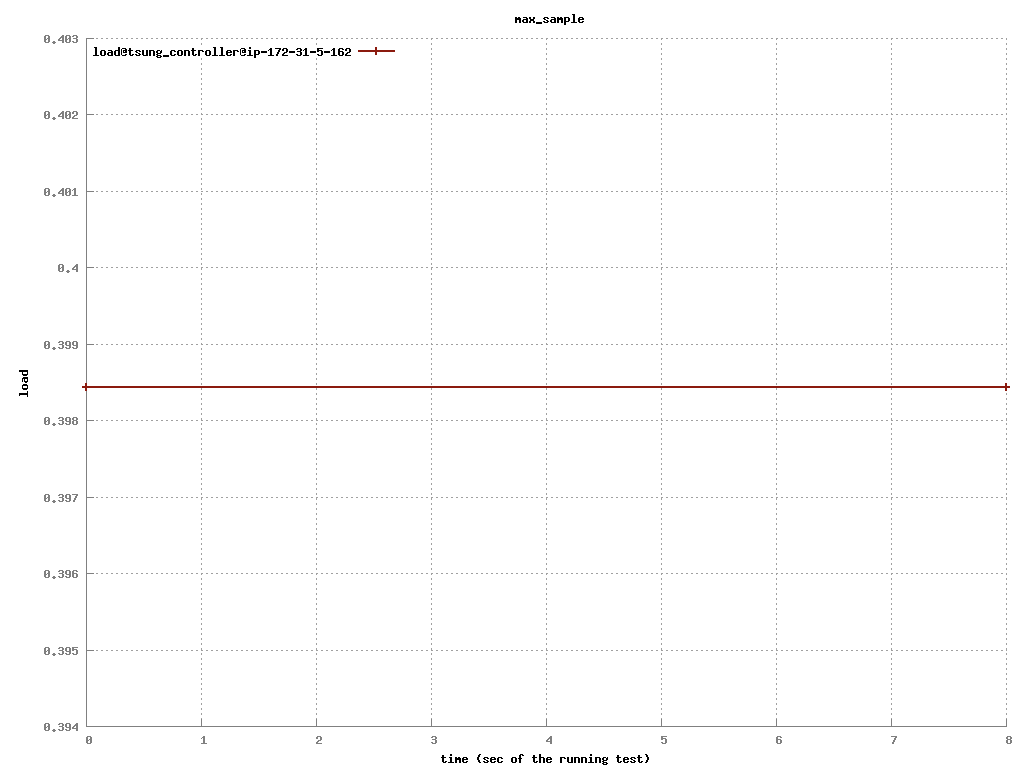 max_sample
load@tsung_controller@ip-172-31-5-162
0.403
0.402
0.401
0.4
0.399
0.398
0.397
0.396
0.395
0.394
load
0 1 2 3 4 5 6 7 8
time (sec of the running test)